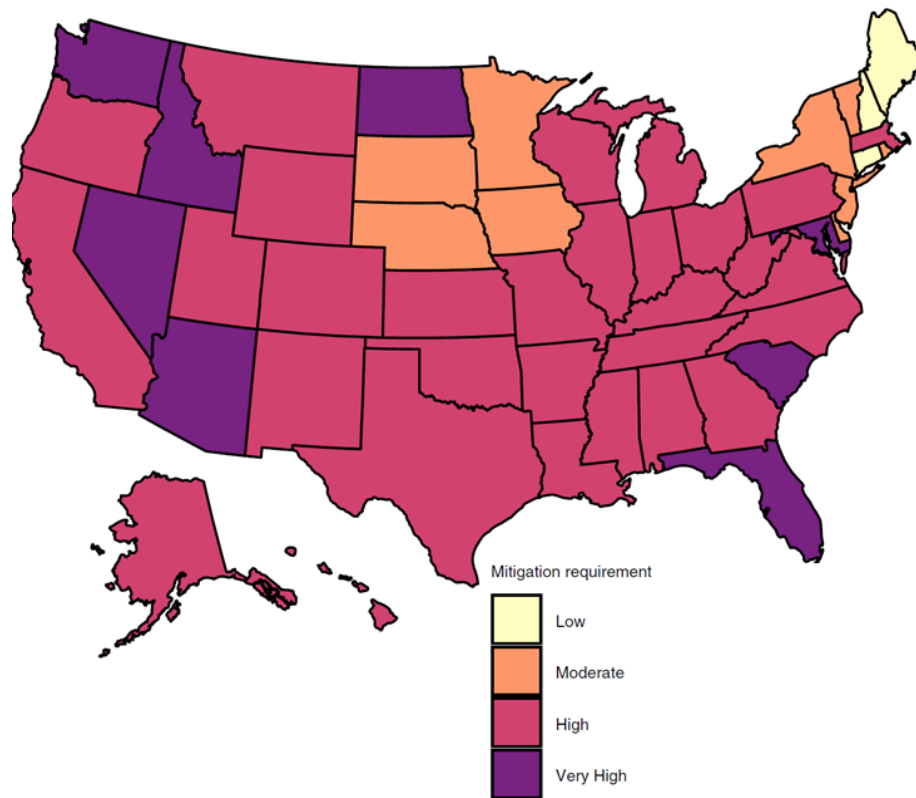 Mitigation requirement
Low
Moderate
High
Very High